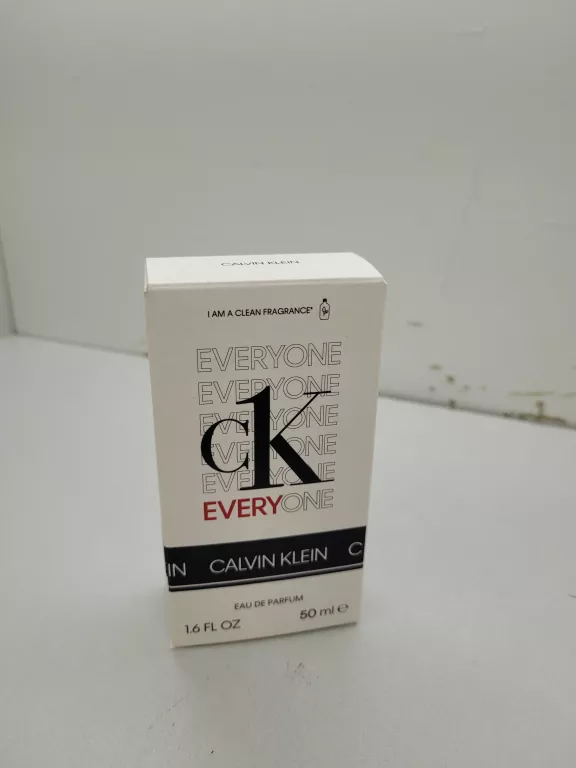 CALVIN KLEIN
I AM A CLEAN FRAGRANCE*
EVERYONE
EVERYONE
EVERYONE
EVERYONE
EVERYONE
EVERYONE
CK
IN CALVIN KLEIN C
EAU DE PARFUM
1.6 FL OZ 50 ml ℮